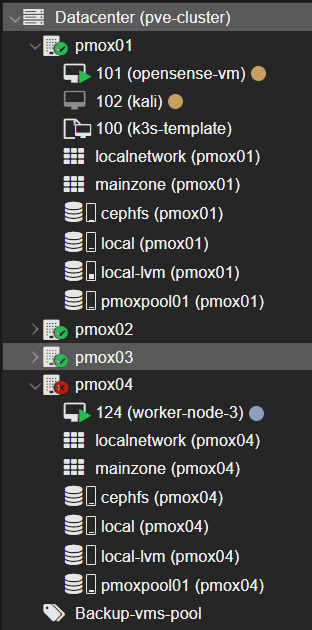 Datacenter (pve-cluster)
pmox01
101 (opensense-vm)
102 (kali)
100 (k3s-template)
localnetwork (pmox01)
mainzone (pmox01)
cephfs (pmox01)
local (pmox01)
local-lvm (pmox01)
pmoxpool01 (pmox01)
pmox02
pmox03
pmox04
124 (worker-node-3)
localnetwork (pmox04)
mainzone (pmox04)
cephfs (pmox04)
local (pmox04)
local-lvm (pmox04)
pmoxpool01 (pmox04)
Backup-vms-pool